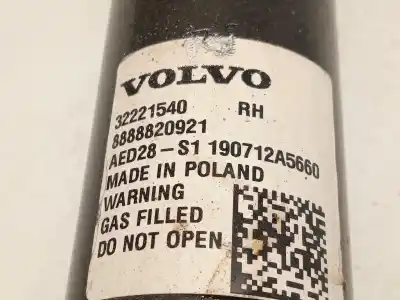 VOLVO
32221540 RH
8888820921
AED28-S1 190712A5660
MADE IN POLAND
WARNING
GAS FILLED
DO NOT OPEN